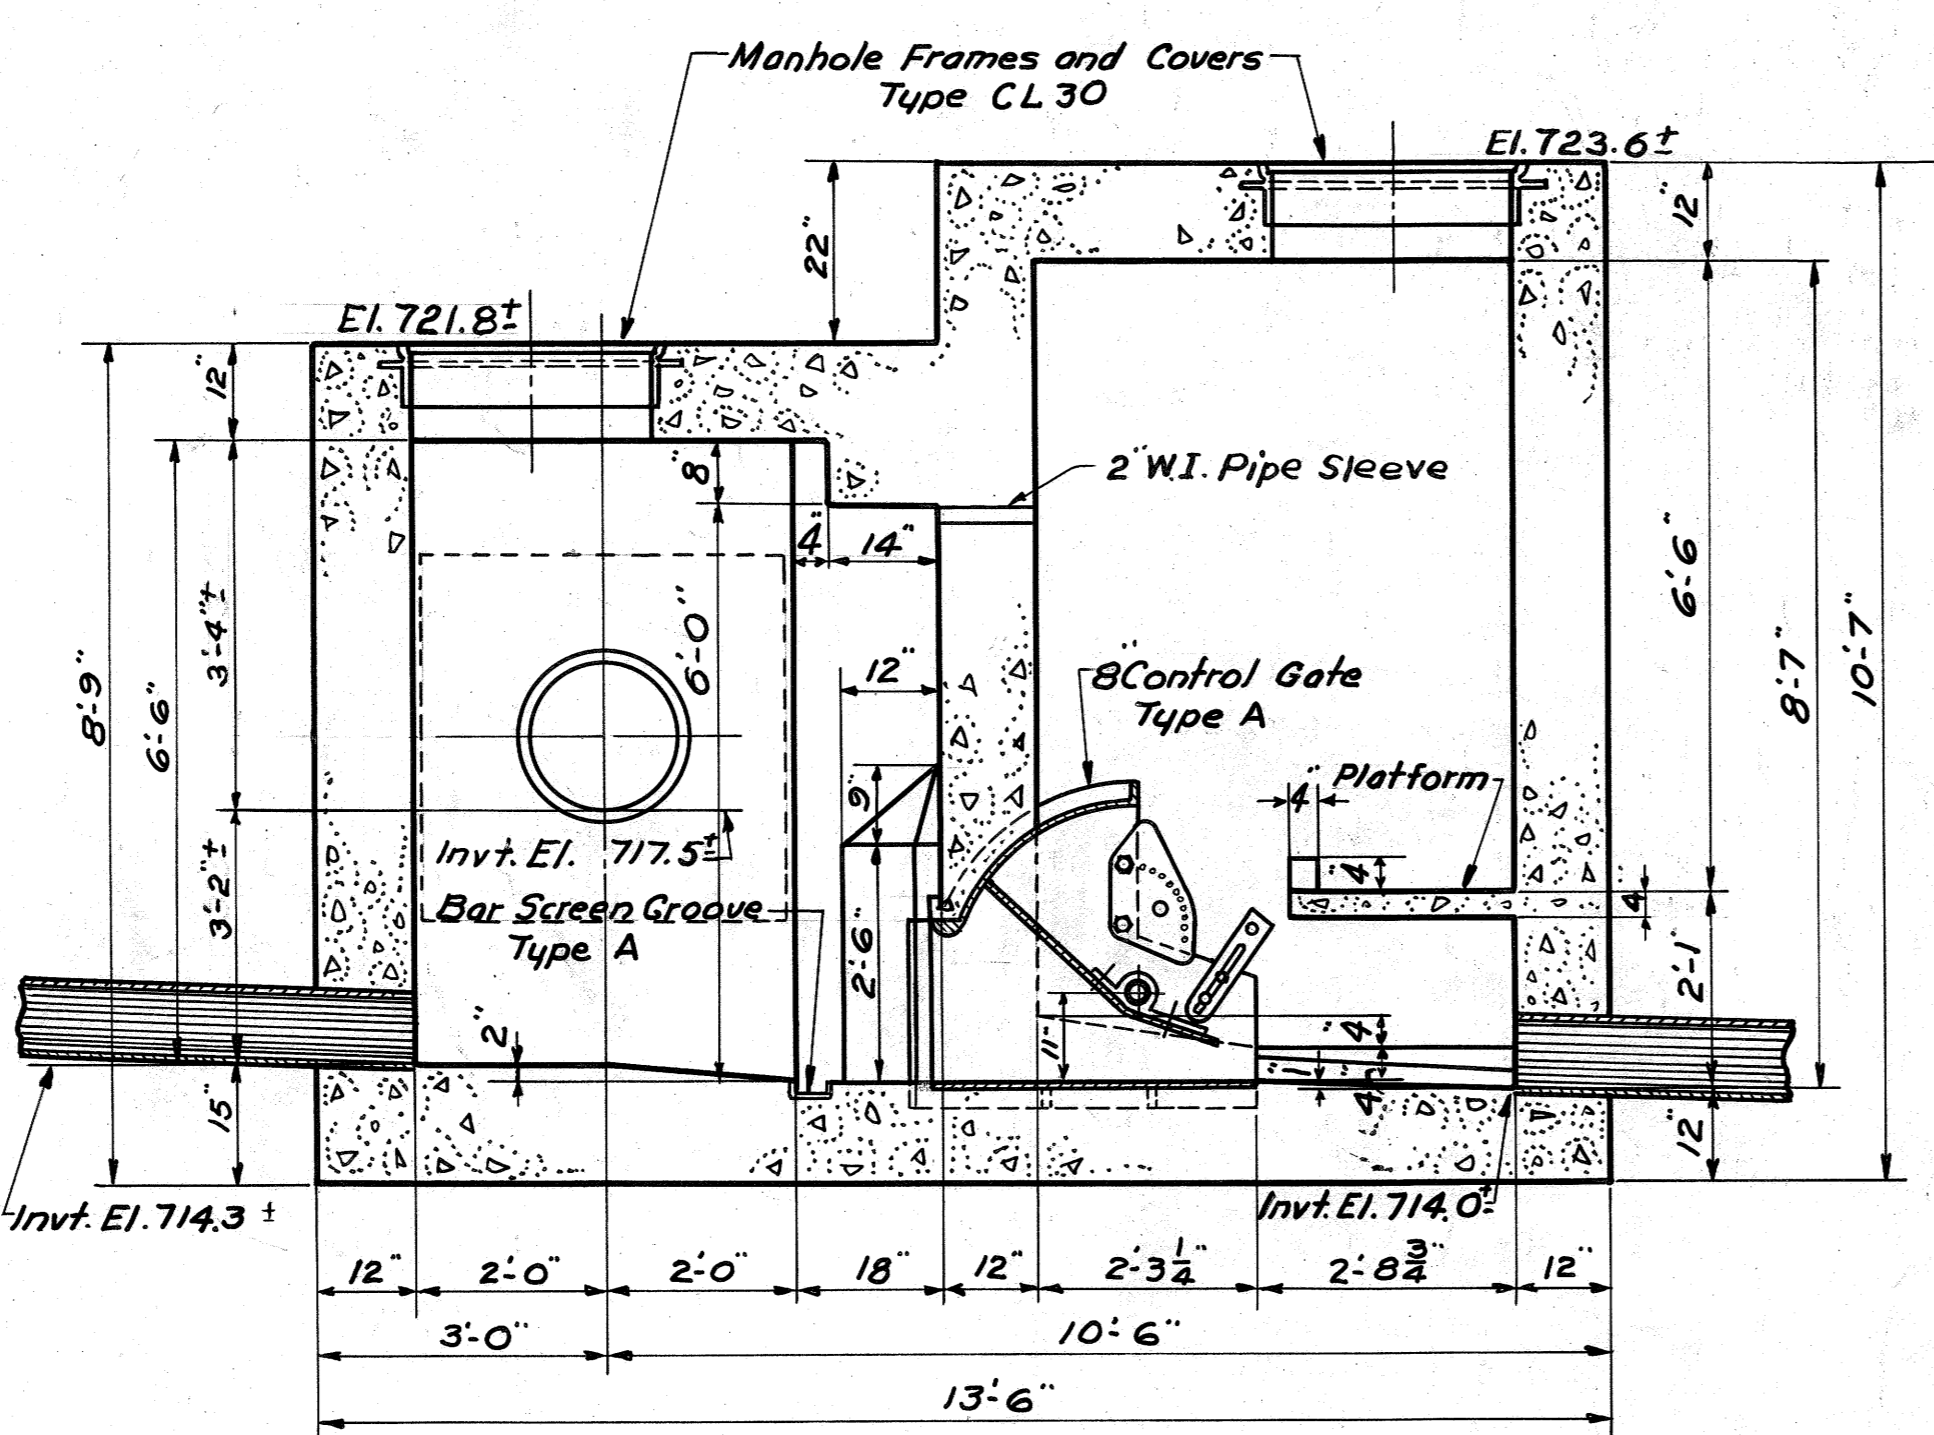 Manhole Frames and Covers
Type CL30
El. 723.6±
El. 721.8±
22"
12"
12"
8"
2" W.I. Pipe Sleeve
4"
14"
6'-6"
3'-4"±
6'-0"
8'-9"
6'-6"
12"
8" Control Gate
Type A
8'-7"
10'-7"
4"
Platform
9"
Invt. El. 717.5±
4"
4"
Bar Screen Groove
Type A
3'-2"±
2'-6"
2'-1"
2"
11"
4"
1"
15"
12"
Invt. El. 714.3 ±
Invt. El. 714.0±
12"
2'-0"
2'-0"
18"
12"
2'-3 1/4"
2'-8 3/4"
12"
3'-0"
10'-6"
13'-6"